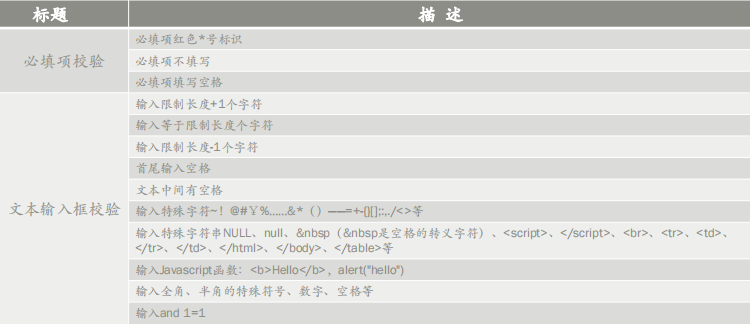 标题
描 述
必填项校验
必填项红色*号标识
必填项不填写
必填项填写空格
文本输入框校验
输入限制长度+1个字符
输入等于限制长度个字符
输入限制长度-1个字符
首尾输入空格
文本中间有空格
输入特殊字符~！@#￥%……&*（）——=+-{}[];:,./<>等
输入特殊字符串NULL、null、&nbsp（&nbsp是空格的转义字符）、<script>、</script>、<br>、<tr>、<td>、
</tr>、</td>、</html>、</body>、</table>等
输入Javascript函数：<b>Hello</b>，alert("hello")
输入全角、半角的特殊符号、数字、空格等
输入and 1=1